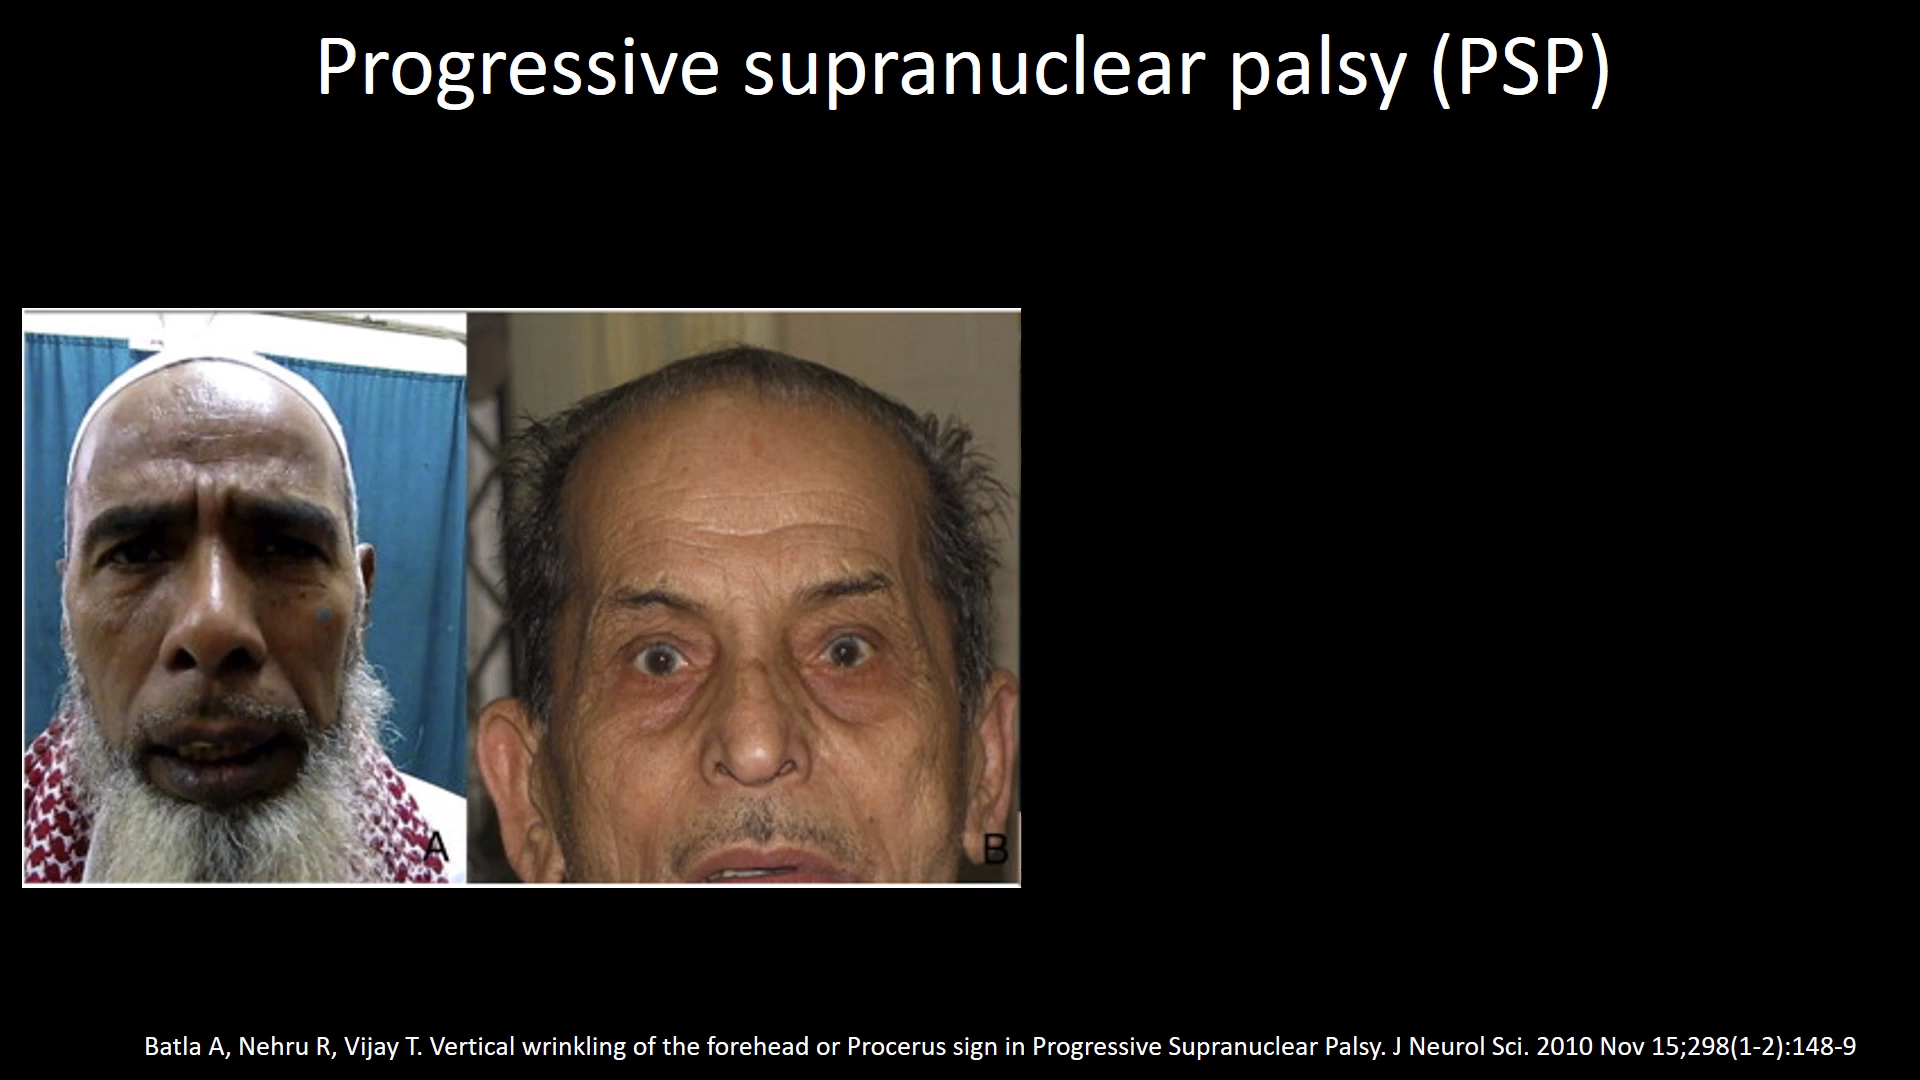 Progressive supranuclear palsy (PSP)
A
B
Batla A, Nehru R, Vijay T. Vertical wrinkling of the forehead or Procerus sign in Progressive Supranuclear Palsy. J Neurol Sci. 2010 Nov 15;298(1-2):148-9